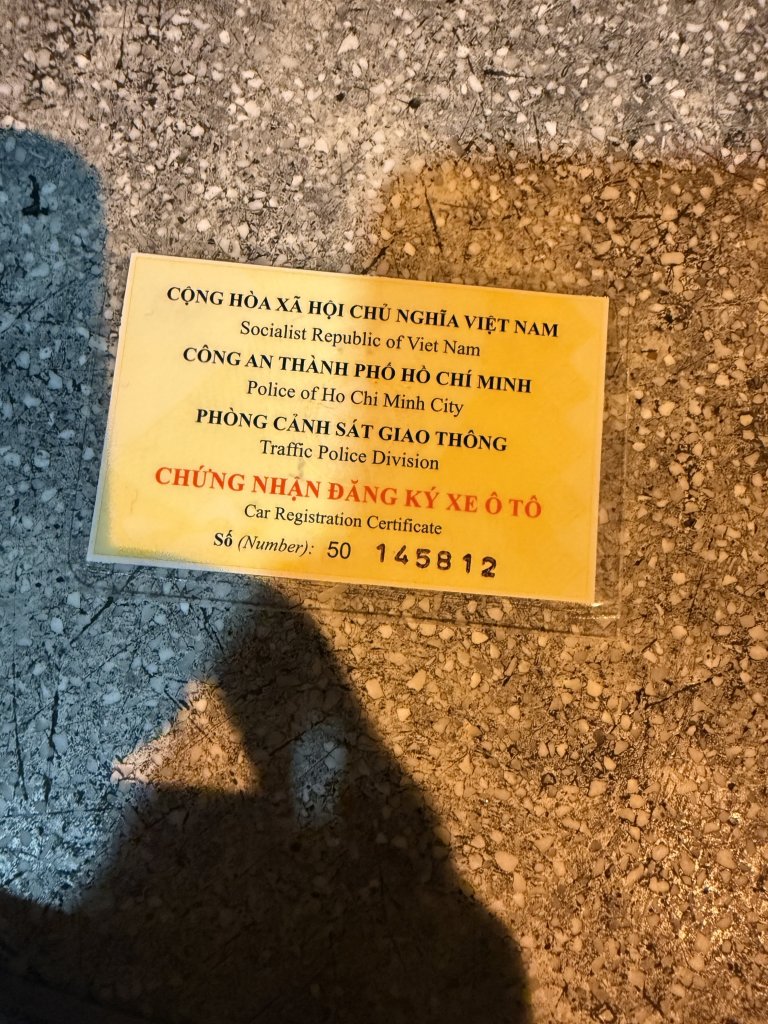 CỘNG HÒA XÃ HỘI CHỦ NGHĨA VIỆT NAM
Socialist Republic of Viet Nam
CÔNG AN THÀNH PHỐ HỒ CHÍ MINH
Police of Ho Chi Minh City
PHÒNG CẢNH SÁT GIAO THÔNG
Traffic Police Division
CHỨNG NHẬN ĐĂNG KÝ XE Ô TÔ
Car Registration Certificate
Số (Number): 50 145812